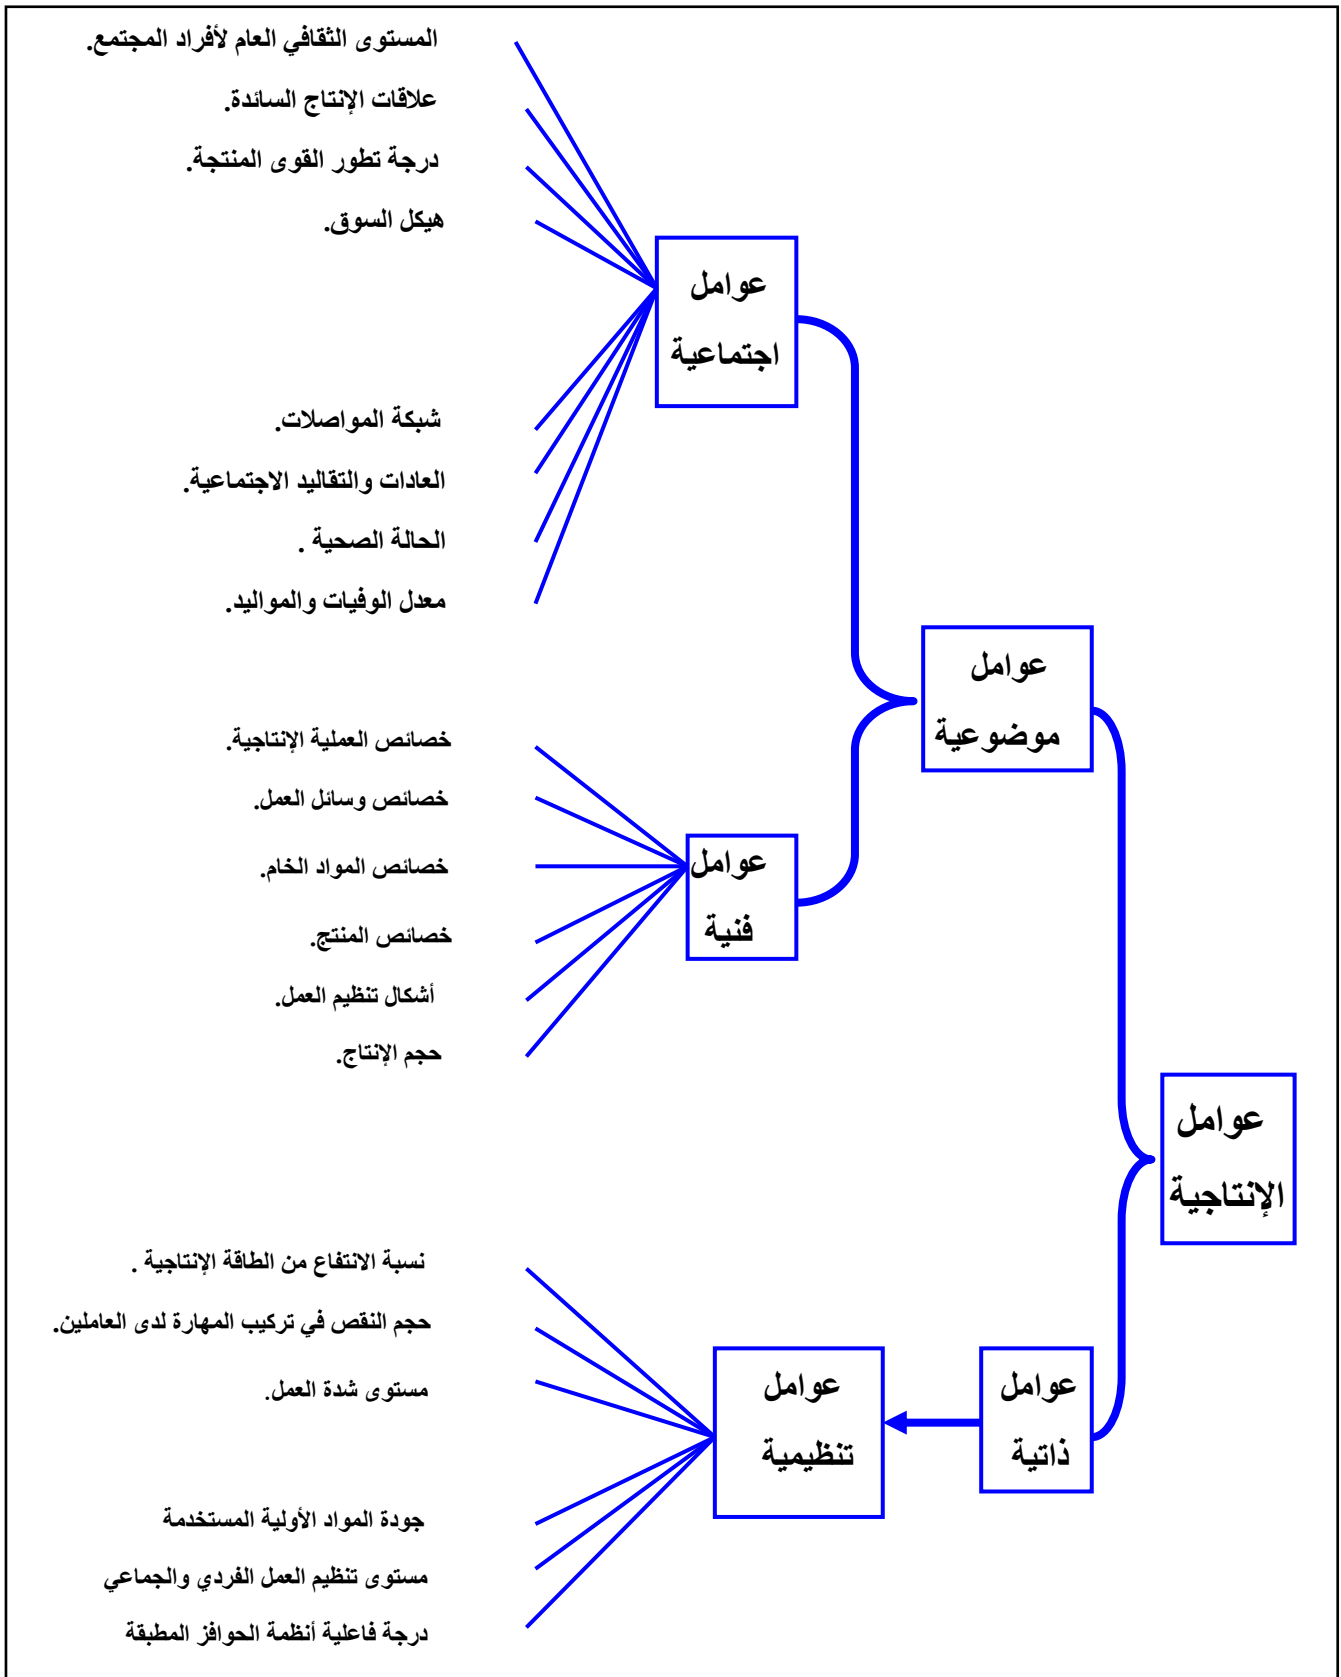 المستوى الثقافي العام لأفراد المجتمع.
علاقات الإنتاج السائدة.
درجة تطور القوى المنتجة.
هيكل السوق.
عوامل
اجتماعية
شبكة المواصلات.
العادات والتقاليد الاجتماعية.
الحالة الصحية .
معدل الوفيات والمواليد.
عوامل
موضوعية
خصائص العملية الإنتاجية.
خصائص وسائل العمل.
خصائص المواد الخام.
عوامل
فنية
خصائص المنتج.
أشكال تنظيم العمل.
حجم الإنتاج.
عوامل
الإنتاجية
نسبة الانتفاع من الطاقة الإنتاجية .
حجم النقص في تركيب المهارة لدى العاملين.
مستوى شدة العمل.
عوامل
ذاتية
عوامل
تنظيمية
جودة المواد الأولية المستخدمة
مستوى تنظيم العمل الفردي والجماعي
درجة فاعلية أنظمة الحوافز المطبقة